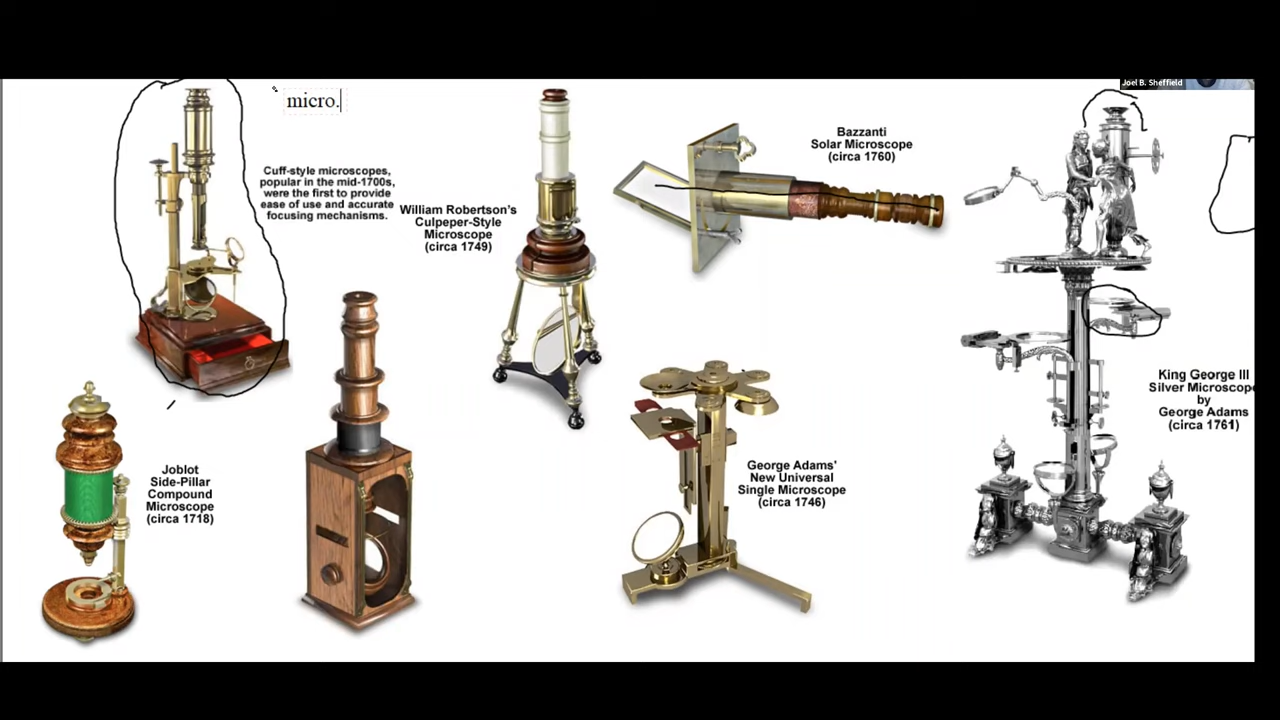 Joel B. Sheffield
micro.
Cuff-style microscopes,
popular in the mid-1700s,
were the first to provide
ease of use and accurate
focusing mechanisms.
William Robertson's
Culpeper-Style
Microscope
(circa 1749)
Bazzanti
Solar Microscope
(circa 1760)
King George III
Silver Microscope
by
George Adams
(circa 1761)
Joblot
Side-Pillar
Compound
Microscope
(circa 1718)
George Adams'
New Universal
Single Microscope
(circa 1746)